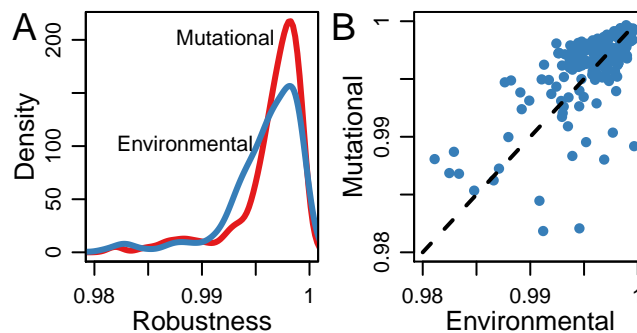 A
Density
0
50
100
200
Mutational
Environmental
0.98
0.99
1
Robustness
B
Mutational
0.98
0.99
1
0.98
0.99
1
Environmental